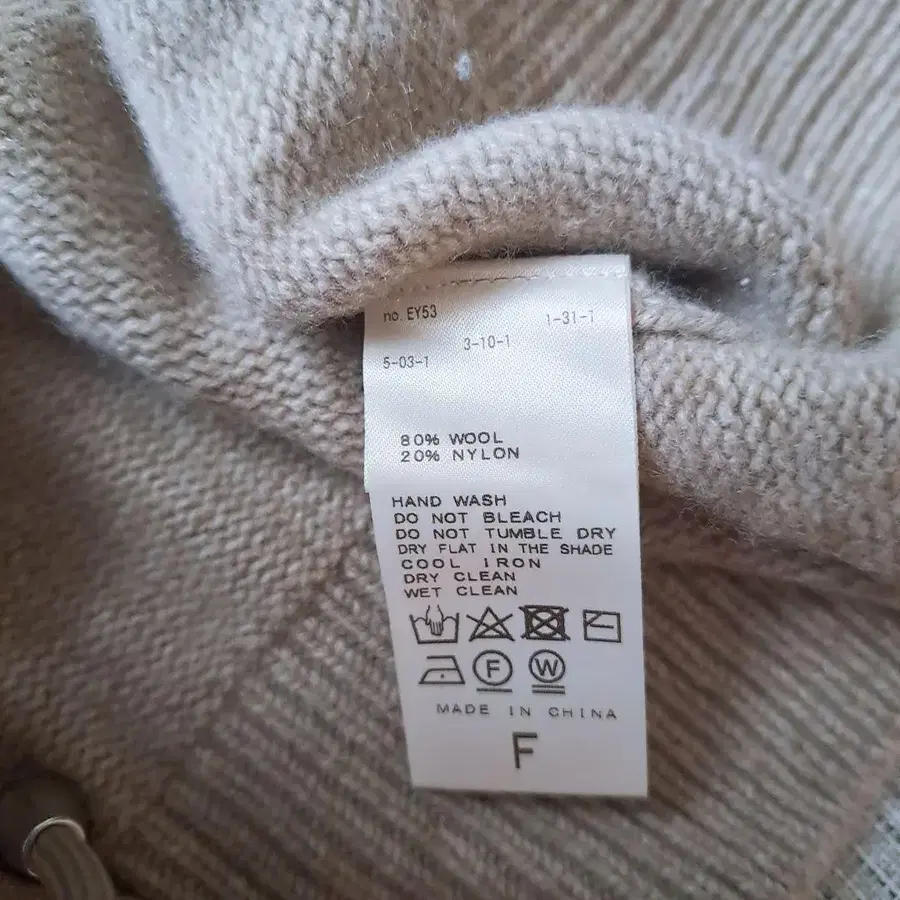 no. EY53
1-31-1
3-10-1
5-03-1
80% WOOL
20% NYLON
HAND WASH
DO NOT BLEACH
DO NOT TUMBLE DRY
DRY FLAT IN THE SHADE
COOL IRON
DRY CLEAN
WET CLEAN
F W
MADE IN CHINA
F